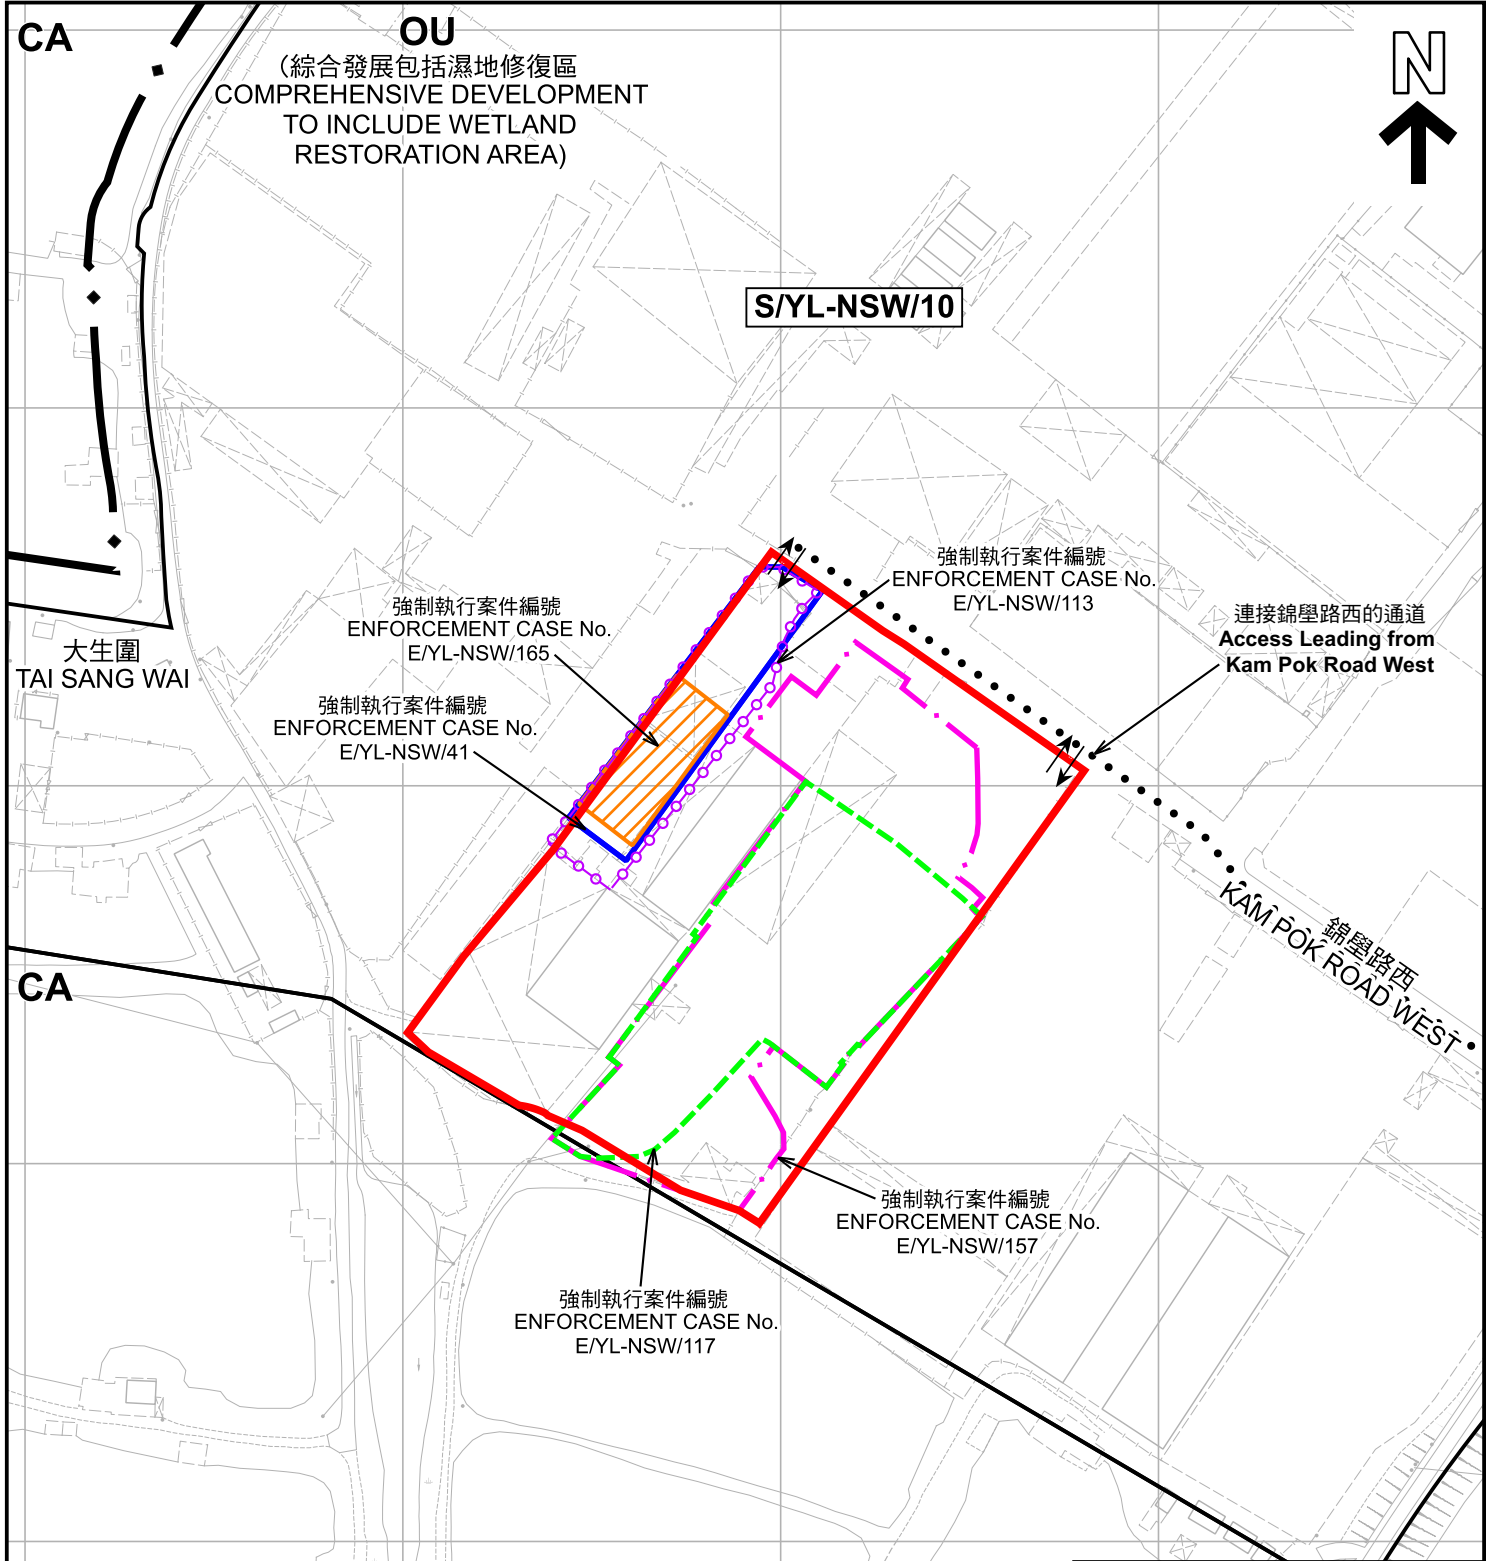 CA
OU
(綜合發展包括濕地修復區
COMPREHENSIVE DEVELOPMENT
TO INCLUDE WETLAND
RESTORATION AREA)
N
S/YL-NSW/10
強制執行案件編號
ENFORCEMENT CASE No.
E/YL-NSW/113
強制執行案件編號
ENFORCEMENT CASE No.
E/YL-NSW/165
連接錦壆路西的通道
Access Leading from
Kam Pok Road West
大生圍
TAI SANG WAI
強制執行案件編號
ENFORCEMENT CASE No.
E/YL-NSW/41
錦壆路西
KAM POK ROAD WEST
CA
強制執行案件編號
ENFORCEMENT CASE No.
E/YL-NSW/157
強制執行案件編號
ENFORCEMENT CASE No.
E/YL-NSW/117